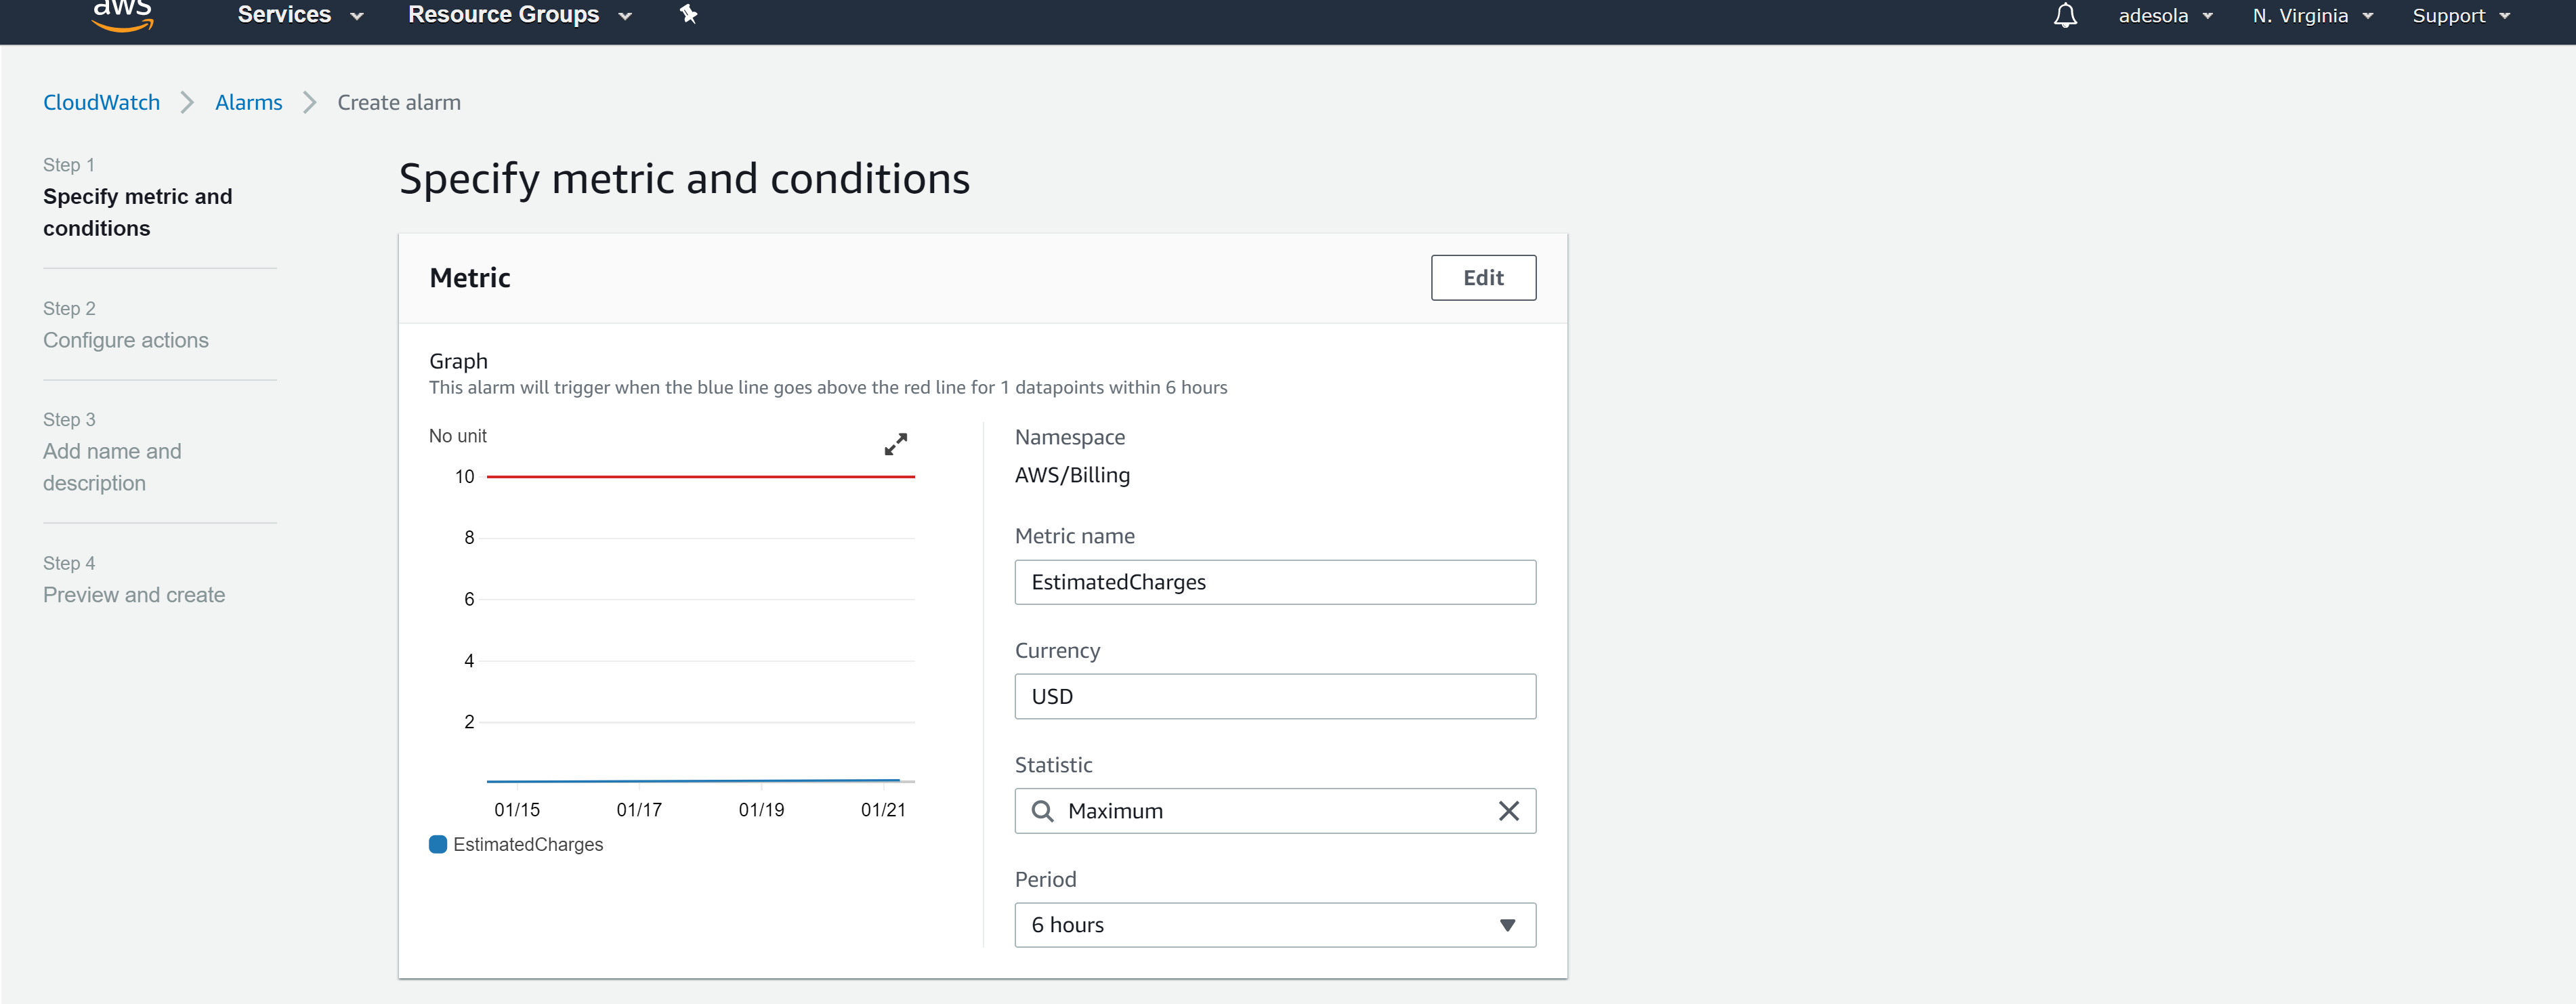 aws Services Resource Groups adesola N. Virginia Support
CloudWatch Alarms Create alarm
Step 1
Specify metric and
conditions
Step 2
Configure actions
Step 3
Add name and
description
Step 4
Preview and create
Specify metric and conditions
Metric Edit
Graph
This alarm will trigger when the blue line goes above the red line for 1 datapoints within 6 hours
No unit
10
8
6
4
2
01/15 01/17 01/19 01/21
EstimatedCharges
Namespace
AWS/Billing
Metric name
EstimatedCharges
Currency
USD
Statistic
Maximum
Period
6 hours